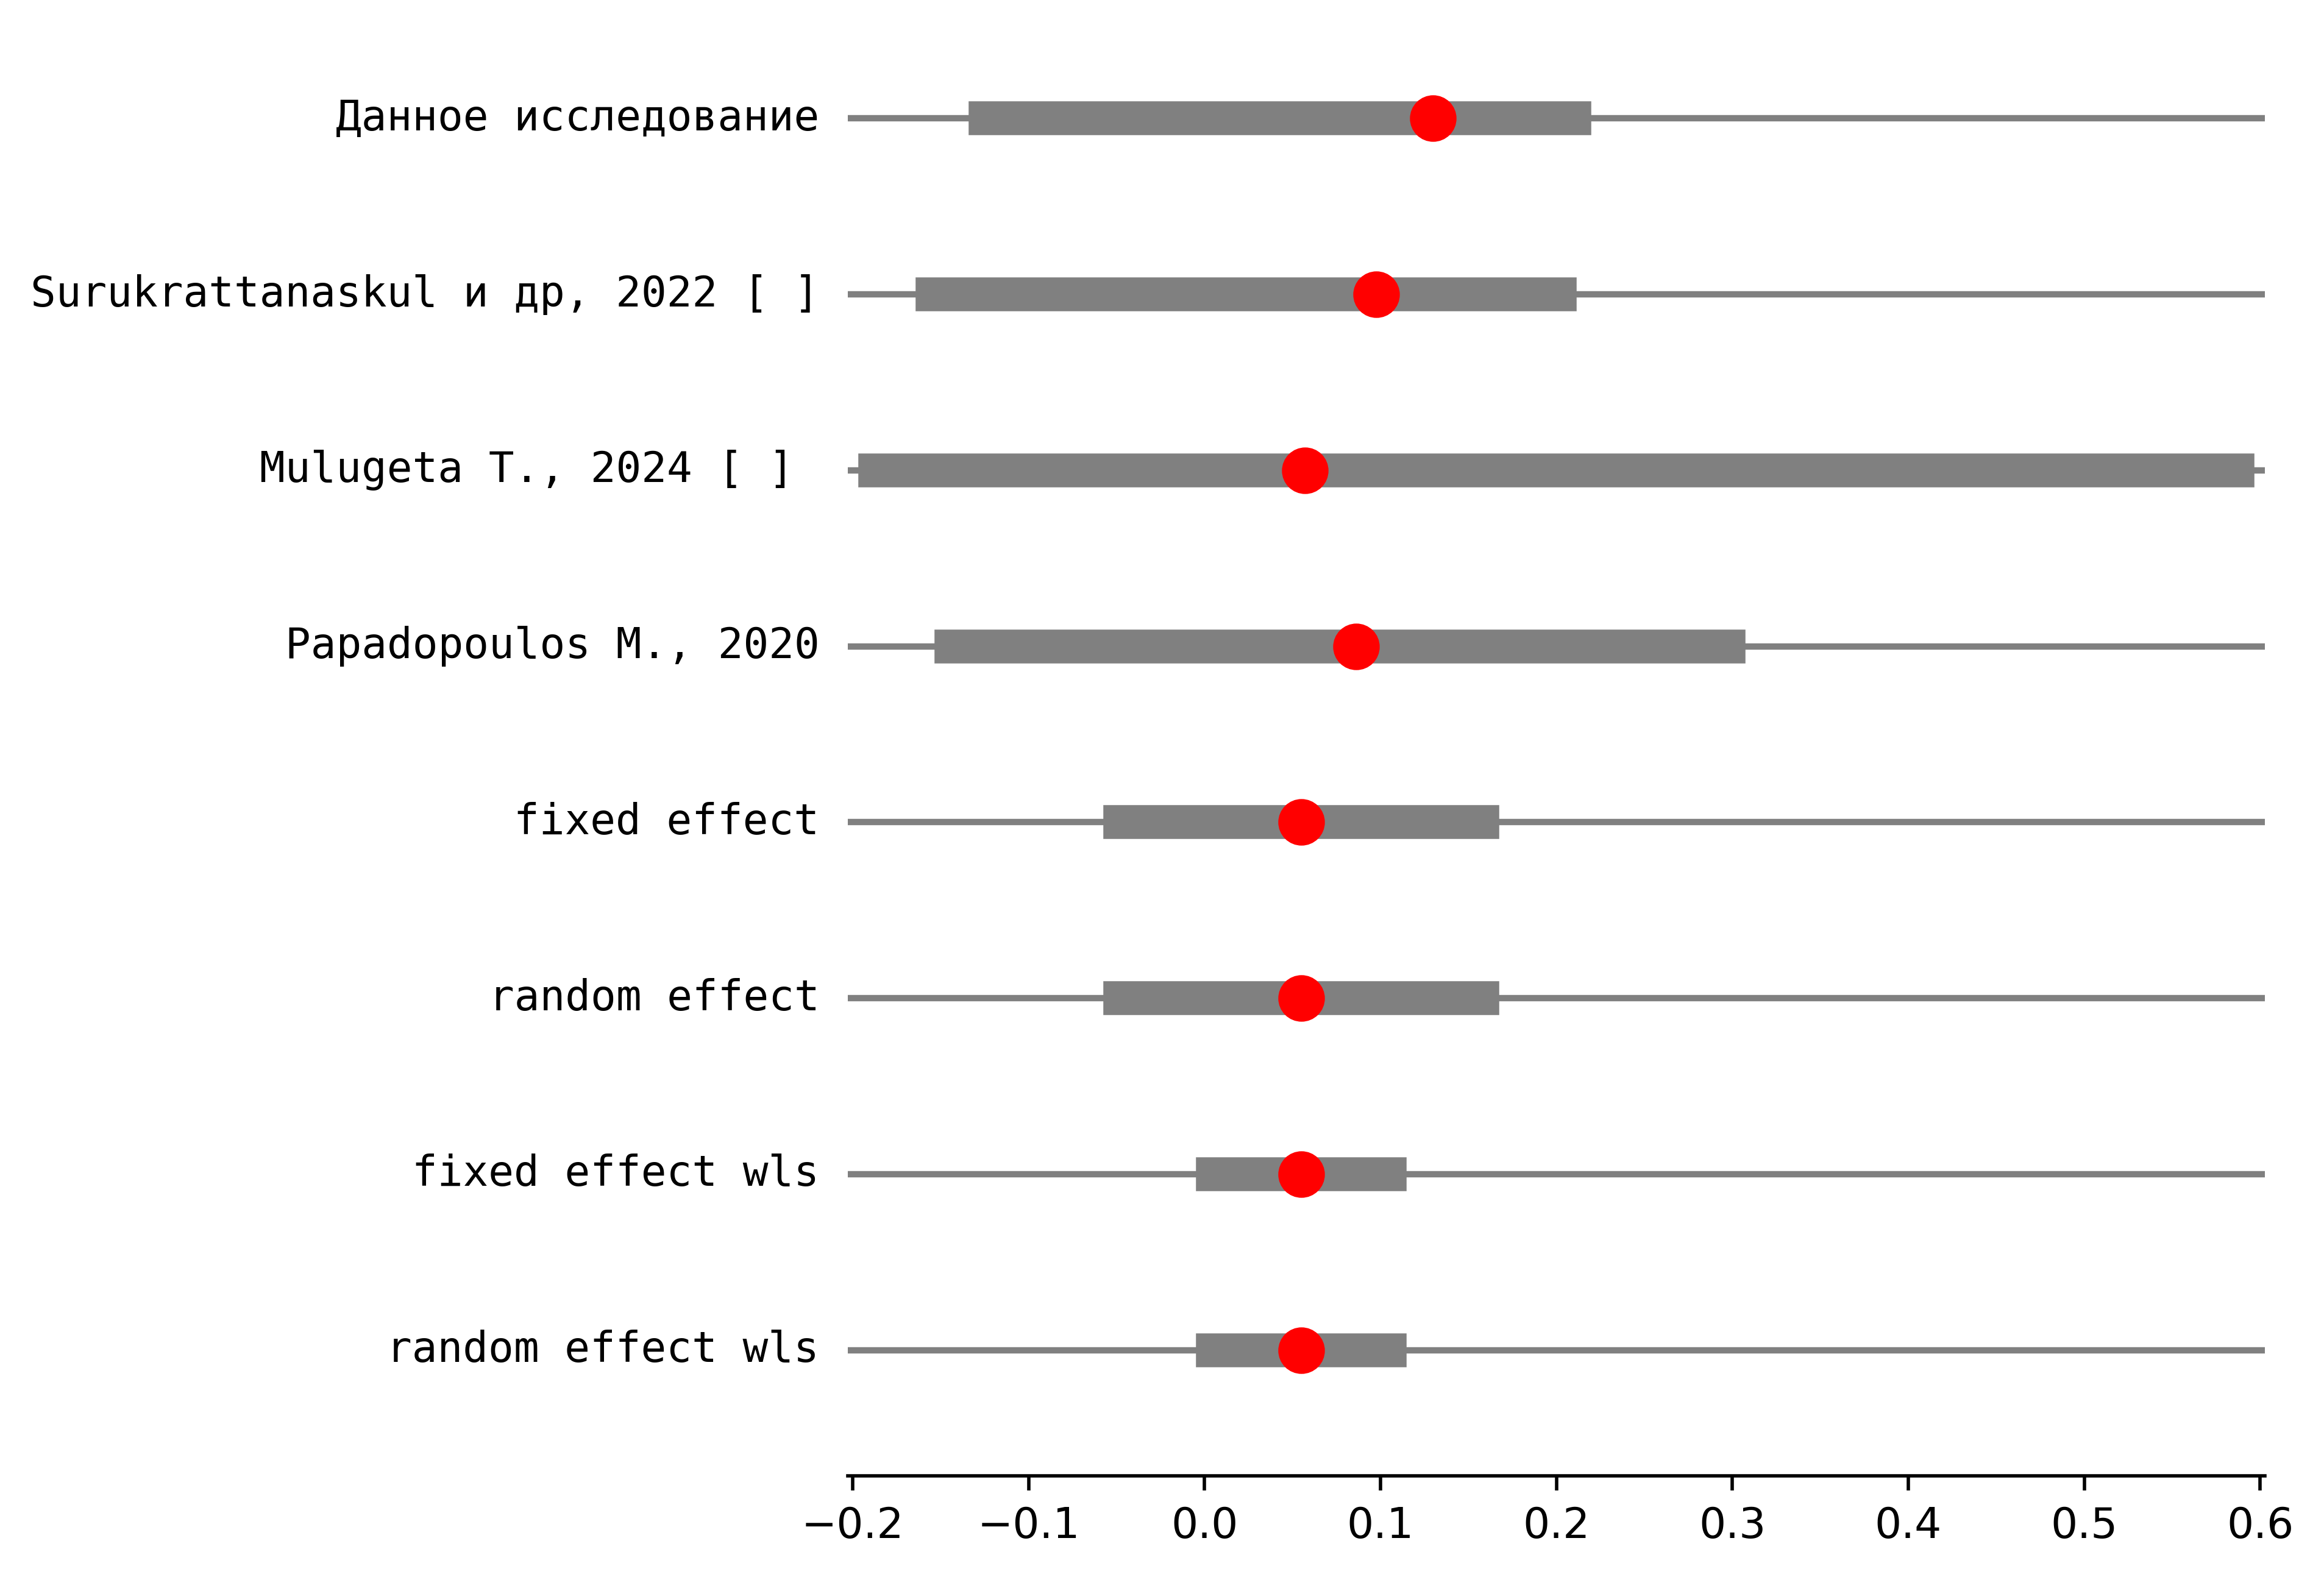 Данное исследование
Surukrattanaskul и др, 2022 [ ]
Mulugeta T., 2024 [ ]
Papadopoulos M., 2020
fixed effect
random effect
fixed effect wls
random effect wls
−0.2 −0.1 0.0 0.1 0.2 0.3 0.4 0.5 0.6